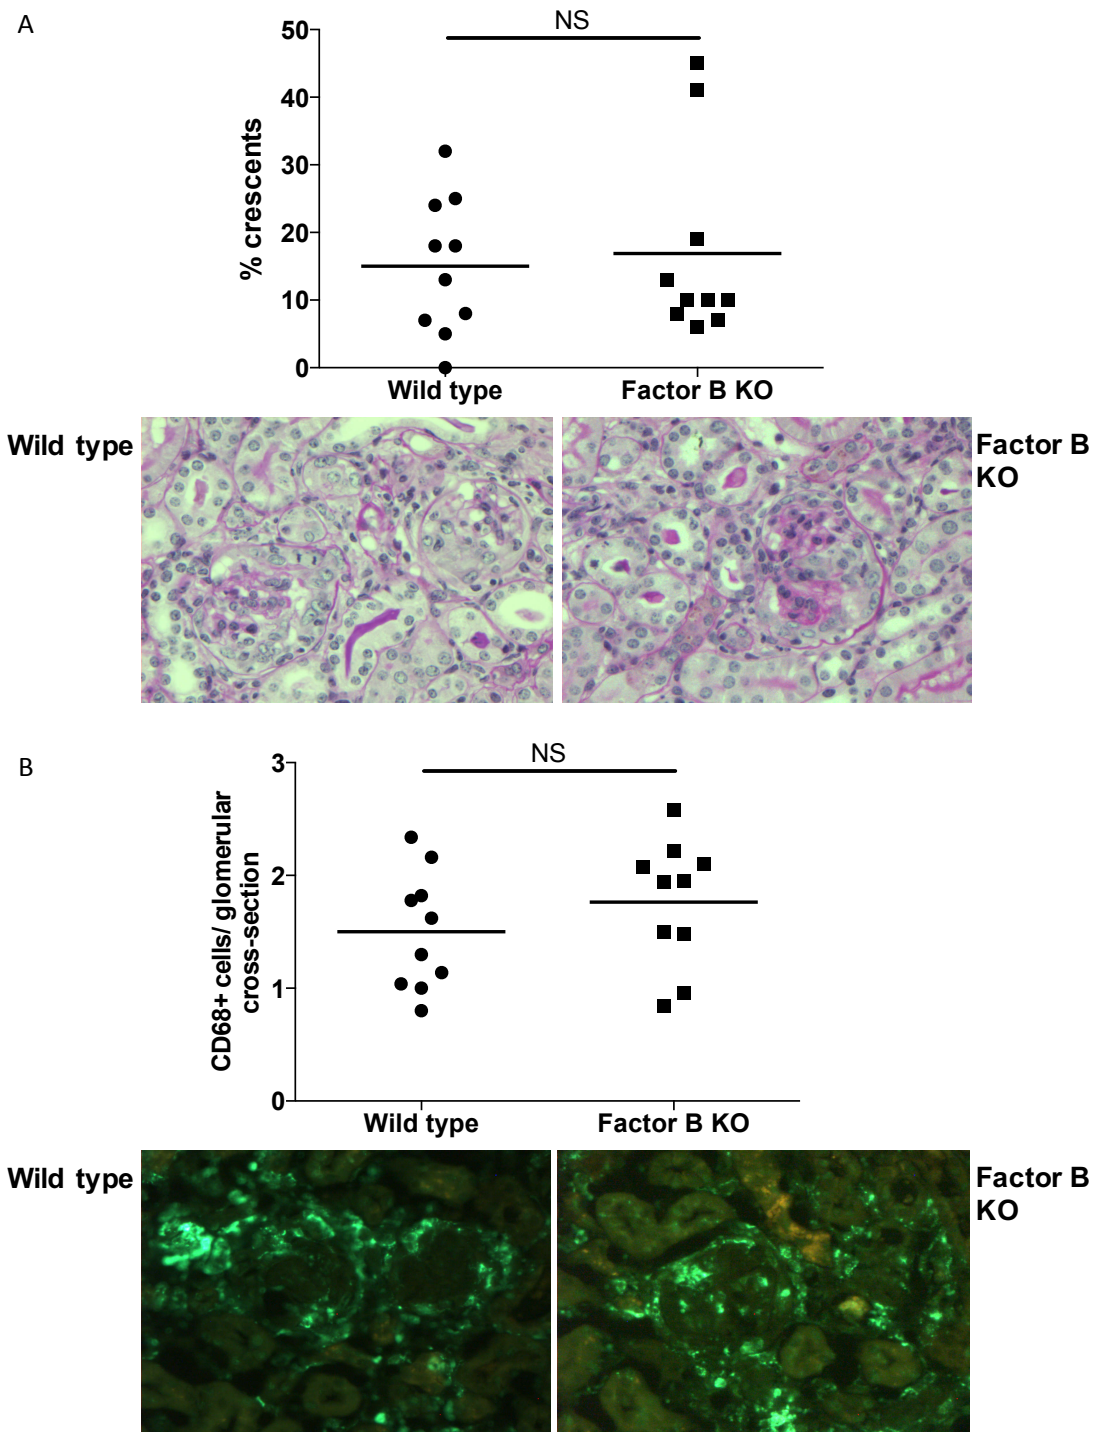 A
NS
50
40
30
20
10
0
% crescents
Wild type
Factor B KO
Wild type
Factor B
KO
B
NS
3
2
1
0
CD68+ cells/ glomerular
cross-section
Wild type
Factor B KO
Wild type
Factor B
KO